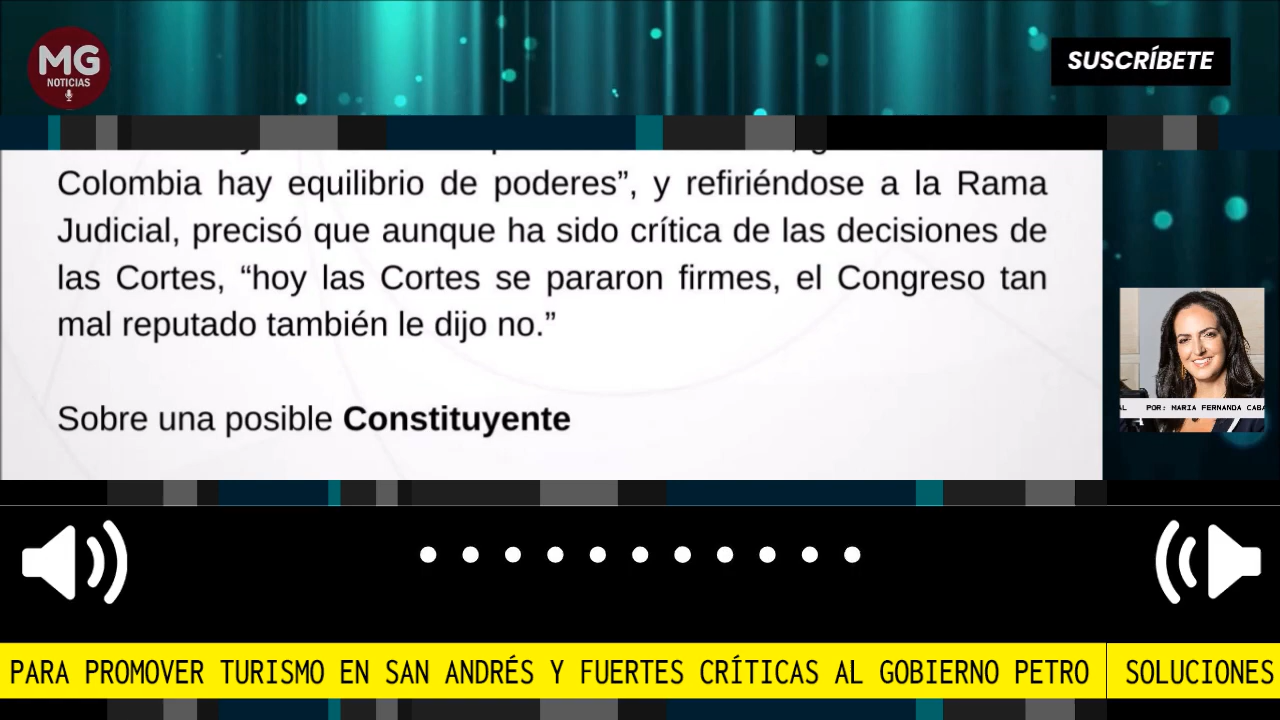 MG
NOTICIAS
SUSCRÍBETE
Colombia hay equilibrio de poderes”, y refiriéndose a la Rama
Judicial, precisó que aunque ha sido crítica de las decisiones de
las Cortes, “hoy las Cortes se pararon firmes, el Congreso tan
mal reputado también le dijo no.”
Sobre una posible Constituyente
POR: MARIA FERNANDA CABA
PARA PROMOVER TURISMO EN SAN ANDRÉS Y FUERTES CRÍTICAS AL GOBIERNO PETRO SOLUCIONES